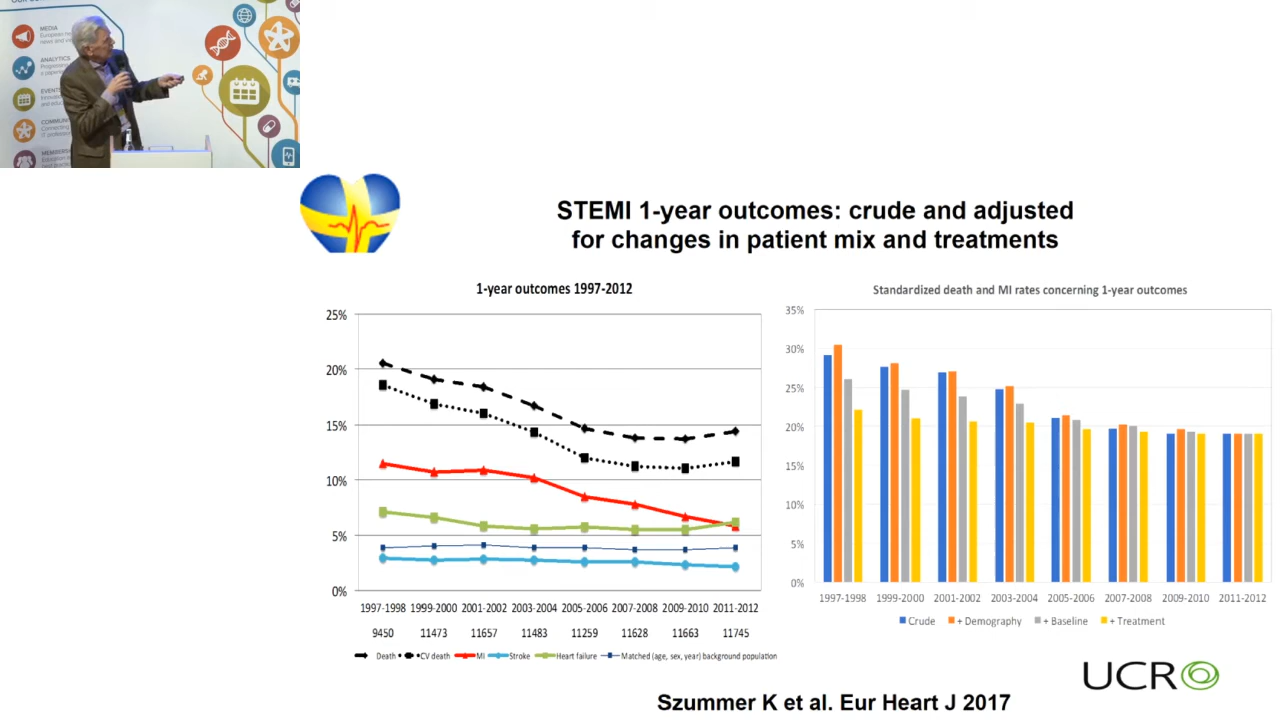 MEDIA
ANALYTICS
EVENT
COMMUN
MEMBER
STEMI 1-year outcomes: crude and adjusted
for changes in patient mix and treatments
1-year outcomes 1997-2012
25%
20%
15%
10%
5%
0%
1997-1998 1999-2000 2001-2002 2003-2004 2005-2006 2007-2008 2009-2010 2011-2012
9450 11473 11657 11483 11259 11628 11663 11745
Death CV death MI Stroke Heart failure Matched (age, sex, year) background population
Standardized death and MI rates concerning 1-year outcomes
35%
30%
25%
20%
15%
10%
5%
0%
1997-1998 1999-2000 2001-2002 2003-2004 2005-2006 2007-2008 2009-2010 2011-2012
Crude + Demography + Baseline + Treatment
UCR
Szummer K et al. Eur Heart J 2017